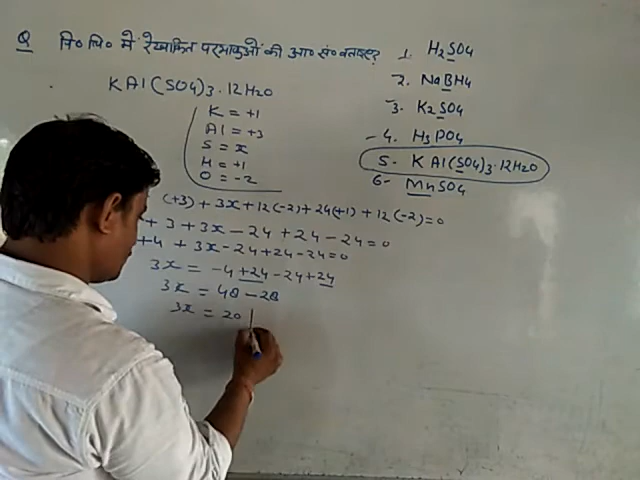 Q नि० लि० में रेखांकित परमाणुओं की आ० सं० बताइए?
1. H2SO4
2. NaBH4
3. K2SO4
4. H3PO4
5- KAl(SO4)3·12H2O
6- MnSO4
KAl(SO4)3·12H2O
K = +1
Al = +3
S = x
H = +1
O = -2
(+3) + 3x + 12(-2) + 24(+1) + 12(-2) = 0
+ 3 + 3x - 24 + 24 - 24 = 0
+4 + 3x - 24 + 24 - 24 = 0
3x = -4 + 24 - 24 + 24
3x = 48 - 28
3x = 20